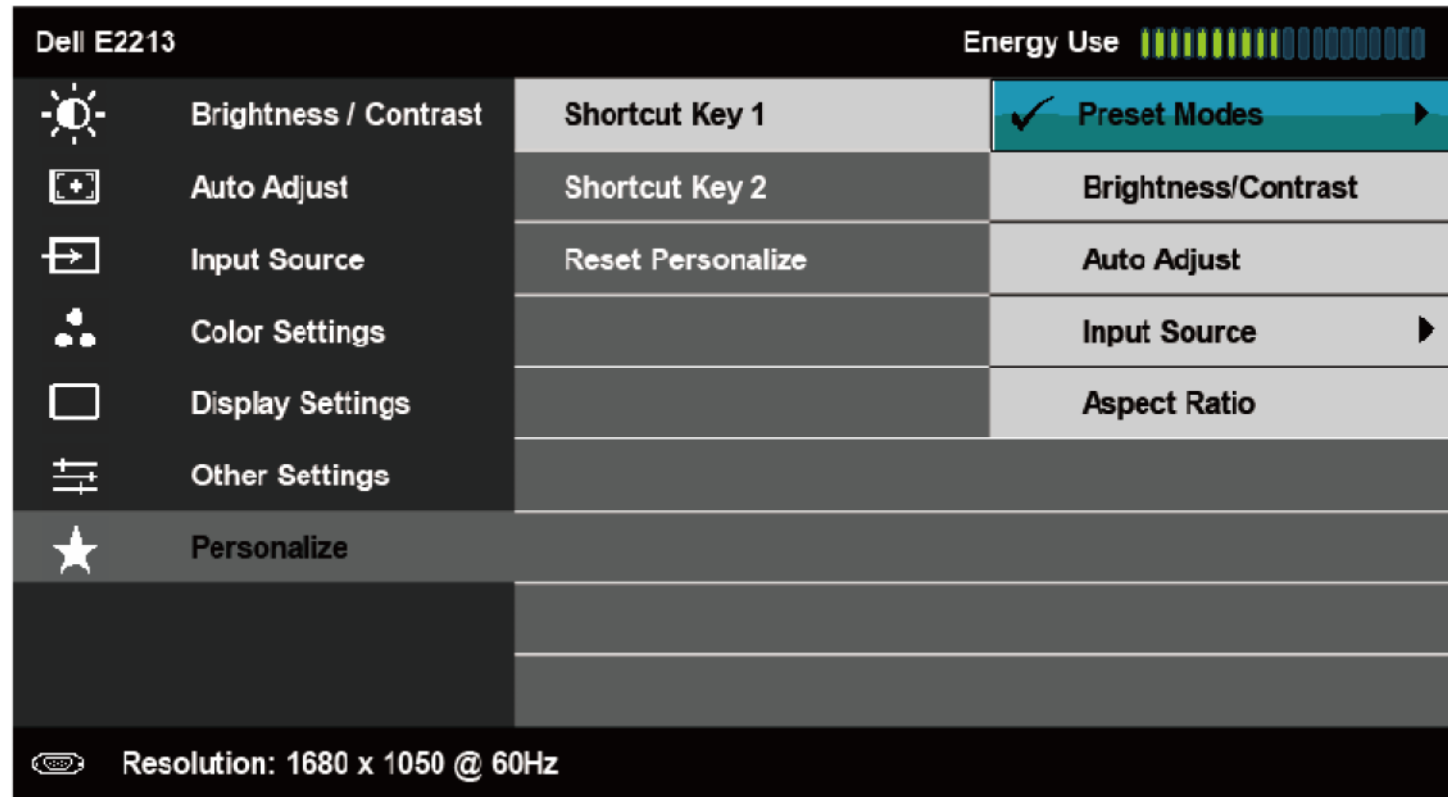 Dell E2213 Energy Use
Brightness / Contrast Shortcut Key 1 Preset Modes
Auto Adjust Shortcut Key 2 Brightness/Contrast
Input Source Reset Personalize Auto Adjust
Color Settings Input Source
Display Settings Aspect Ratio
Other Settings
Personalize
Resolution: 1680 x 1050 @ 60Hz